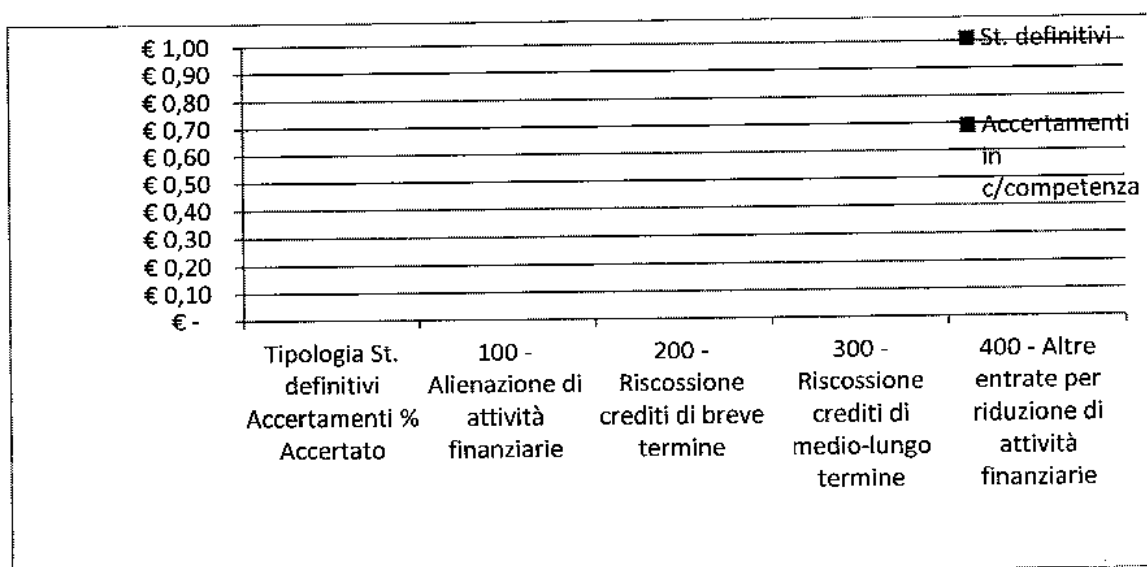 € 1,00
€ 0,90
€ 0,80
€ 0,70
€ 0,60
€ 0,50
€ 0,40
€ 0,30
€ 0,20
€ 0,10
€ -
St. definitivi
Accertamenti
in
c/competenza
Tipologia St.
definitivi
Accertamenti %
Accertato
100 -
Alienazione di
attività
finanziarie
200 -
Riscossione
crediti di breve
termine
300 -
Riscossione
crediti di
medio-lungo
termine
400 - Altre
entrate per
riduzione di
attività
finanziarie